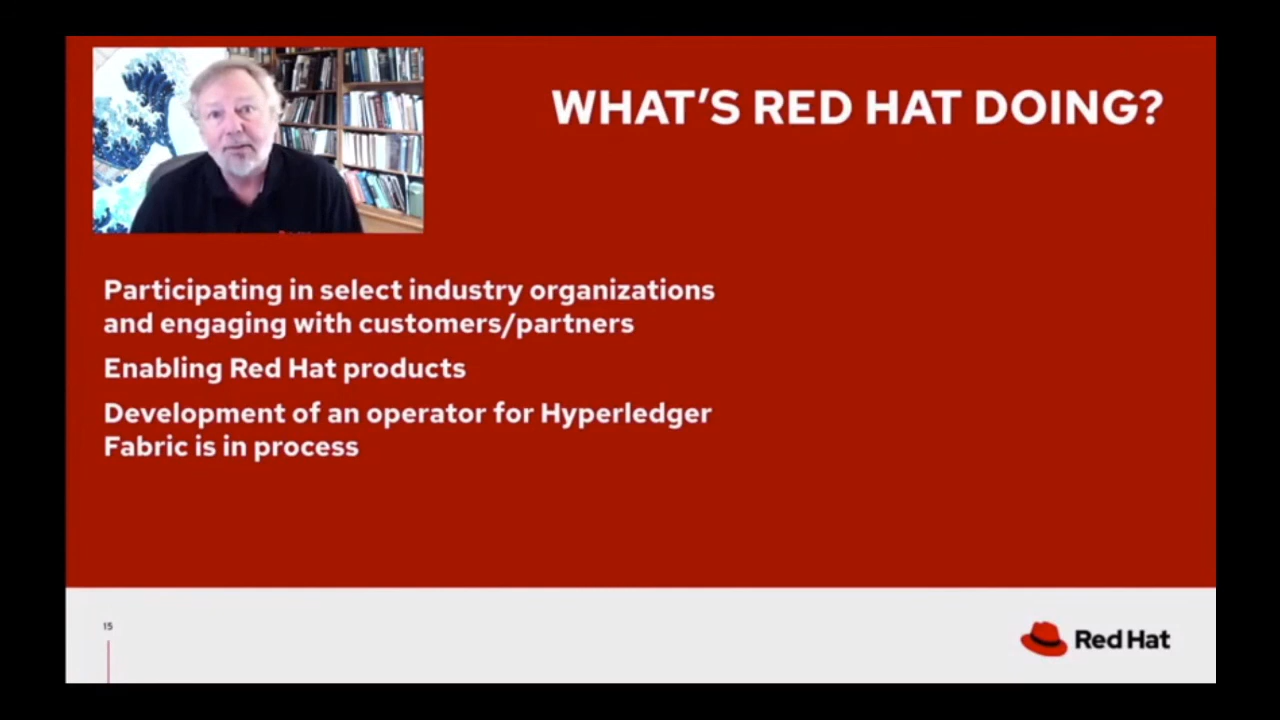 WHAT'S RED HAT DOING?
Participating in select industry organizations
and engaging with customers/partners
Enabling Red Hat products
Development of an operator for Hyperledger
Fabric is in process
15
Red Hat